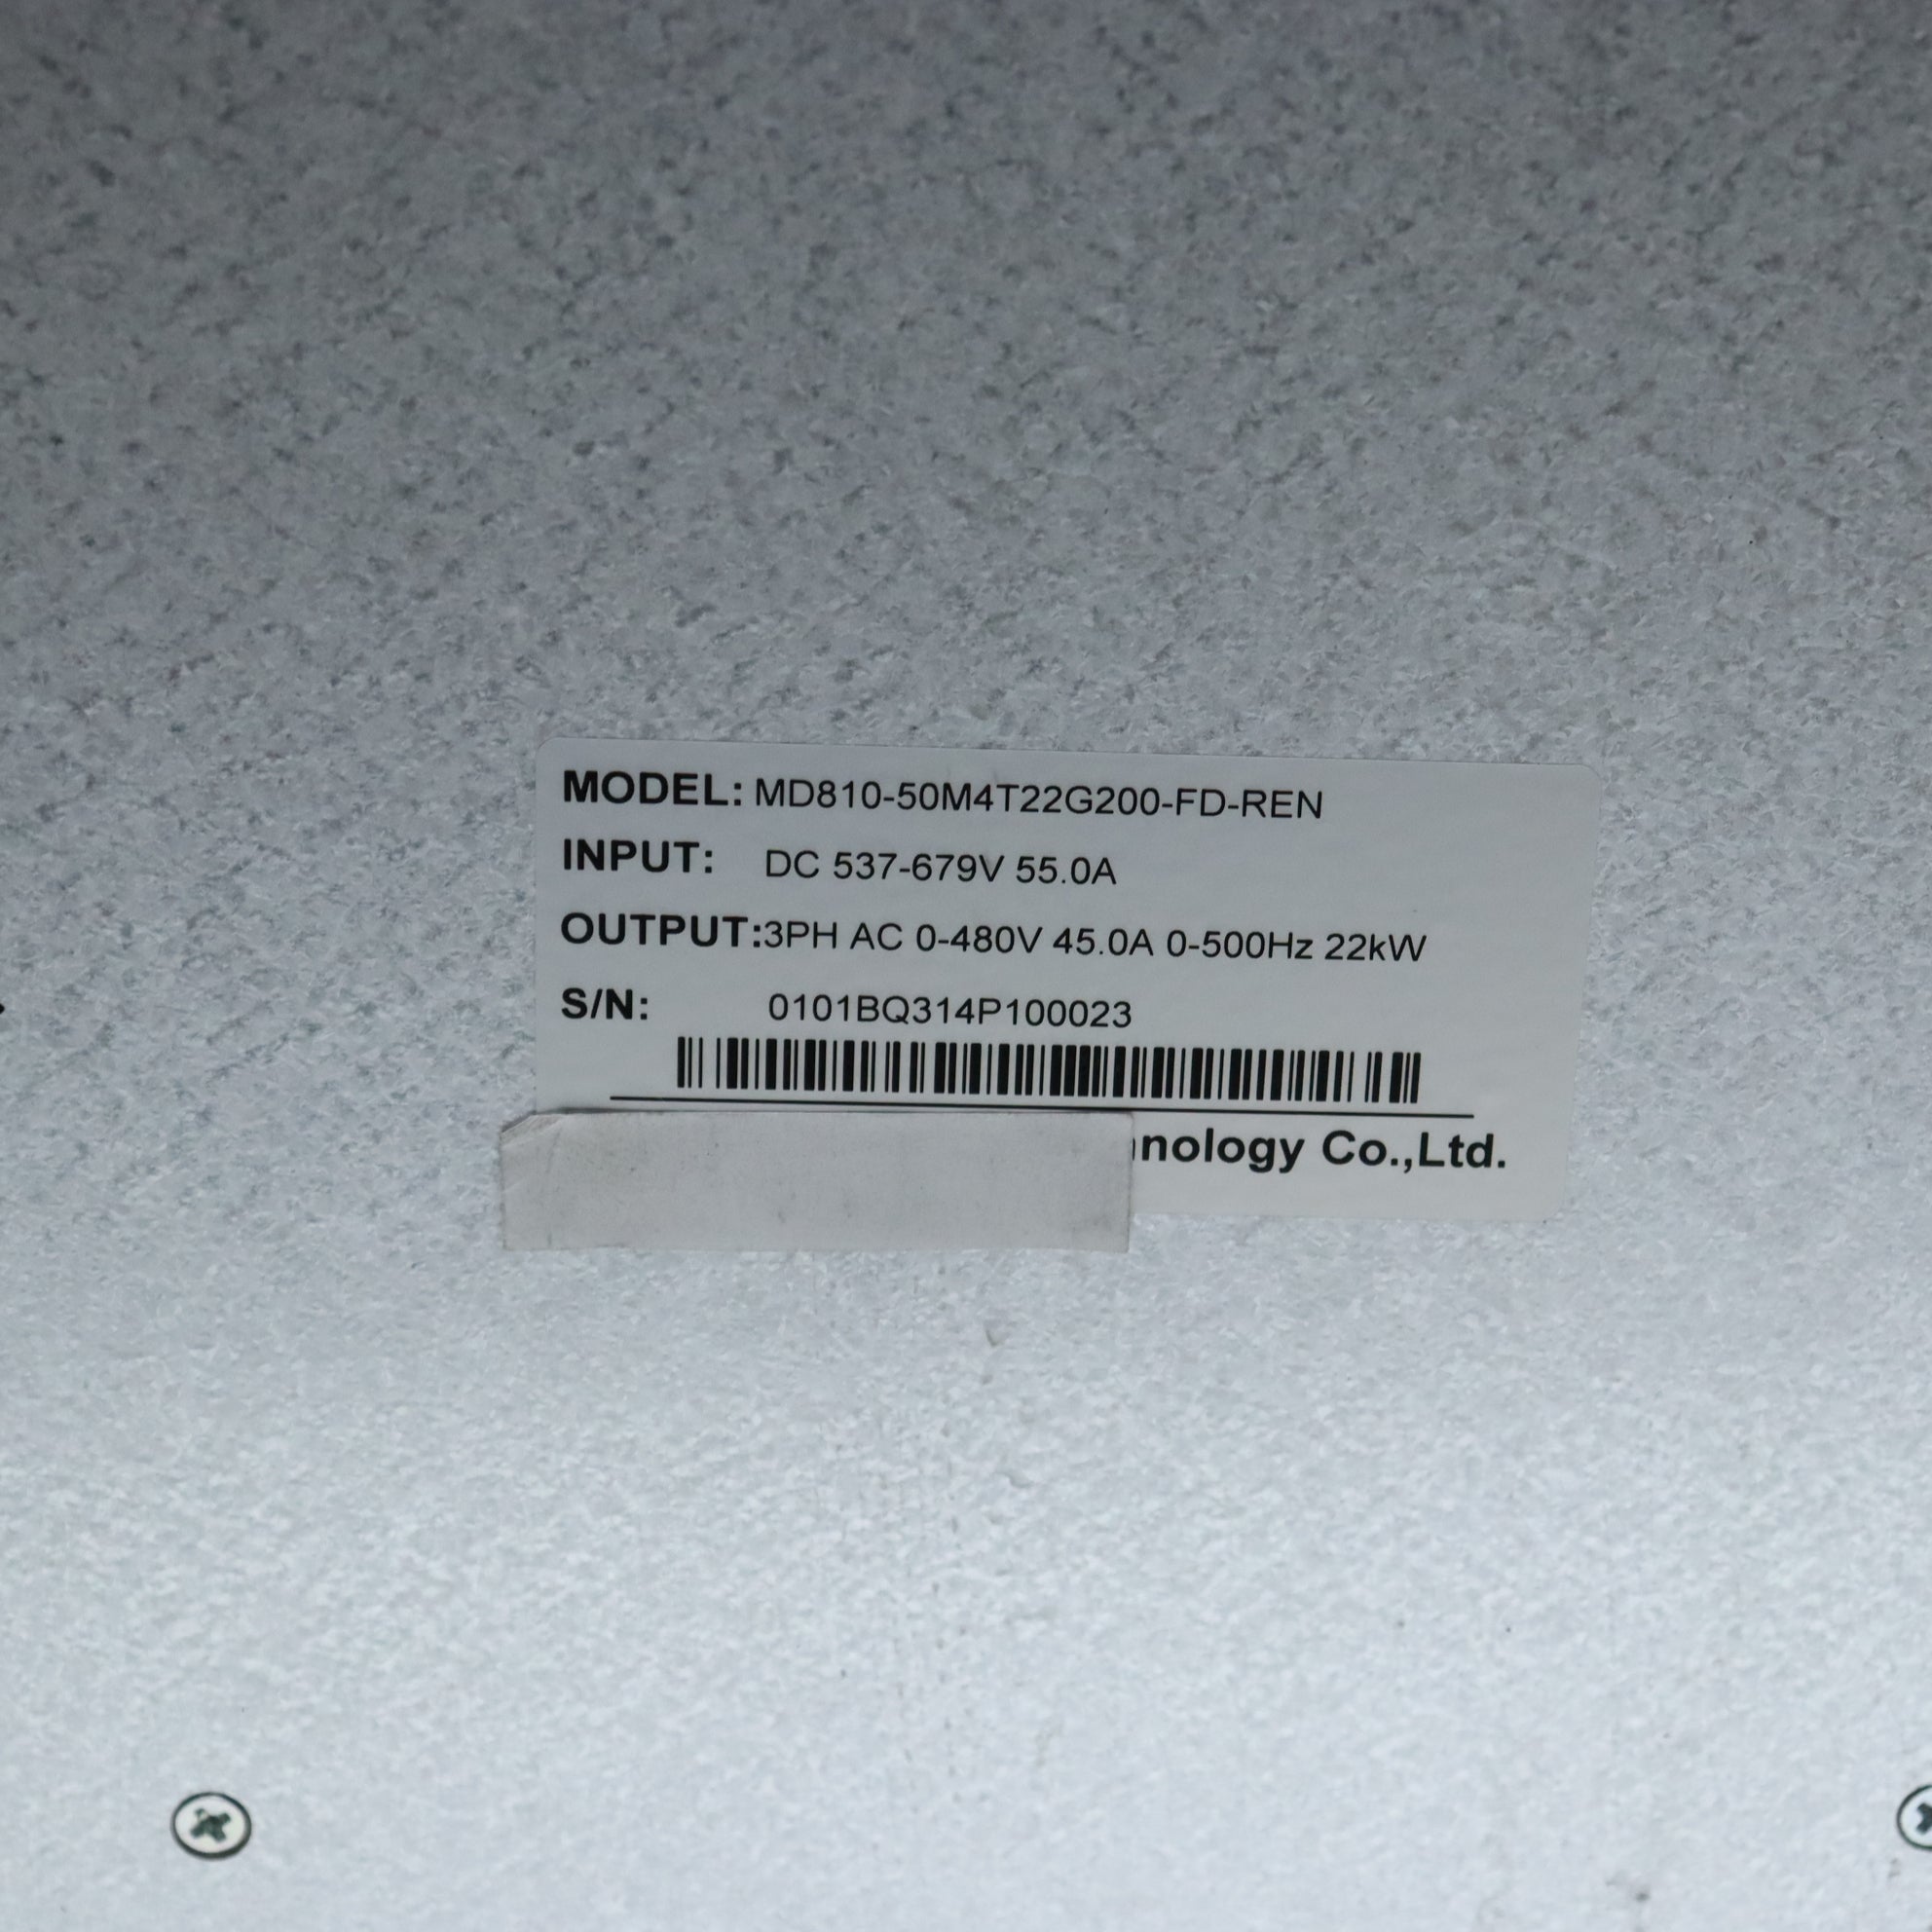 MODEL: MD810-50M4T22G200-FD-REN
INPUT: DC 537-679V 55.0A
OUTPUT:3PH AC 0-480V 45.0A 0-500Hz 22kW
S/N: 0101BQ314P100023
Co.,Ltd.